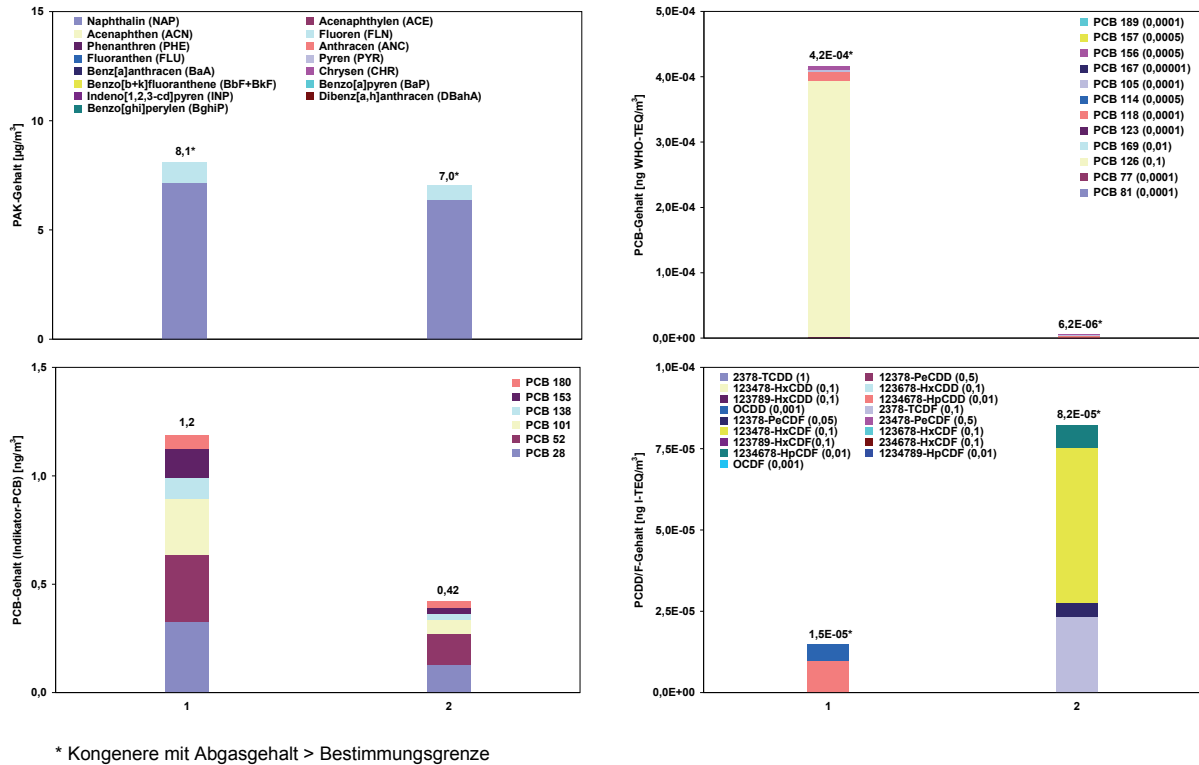 PAK-Gehalt [µg/m³]
15
10
5
0
Naphthalin (NAP)
Acenaphthylen (ACE)
Acenaphthen (ACN)
Fluoren (FLN)
Phenanthren (PHE)
Anthracen (ANC)
Fluoranthen (FLU)
Pyren (PYR)
Benz[a]anthracen (BaA)
Chrysen (CHR)
Benzo[b+k]fluoranthene (BbF+BkF)
Benzo[a]pyren (BaP)
Indeno[1,2,3-cd]pyren (INP)
Dibenz[a,h]anthracen (DBahA)
Benzo[ghi]perylen (BghiP)
8,1*
7,0*
PCB-Gehalt [ng WHO-TEQ/m³]
5,0E-04
4,0E-04
3,0E-04
2,0E-04
1,0E-04
0,0E+00
4,2E-04*
6,2E-06*
PCB 189 (0,0001)
PCB 157 (0,0005)
PCB 156 (0,0005)
PCB 167 (0,00001)
PCB 105 (0,0001)
PCB 114 (0,0005)
PCB 118 (0,0001)
PCB 123 (0,0001)
PCB 169 (0,01)
PCB 126 (0,1)
PCB 77 (0,0001)
PCB 81 (0,0001)
PCB-Gehalt (Indikator-PCB) [ng/m³]
1,5
1,0
0,5
0,0
1,2
0,42
PCB 180
PCB 153
PCB 138
PCB 101
PCB 52
PCB 28
1
2
PCDD/F-Gehalt [ng I-TEQ/m³]
1,0E-04
7,5E-05
5,0E-05
2,5E-05
0,0E+00
2378-TCDD (1)
12378-PeCDD (0,5)
123478-HxCDD (0,1)
123678-HxCDD (0,1)
123789-HxCDD (0,1)
1234678-HpCDD (0,01)
OCDD (0,001)
2378-TCDF (0,1)
12378-PeCDF (0,05)
23478-PeCDF (0,5)
123478-HxCDF (0,1)
123678-HxCDF (0,1)
123789-HxCDF(0,1)
234678-HxCDF (0,1)
1234678-HpCDF (0,01)
1234789-HpCDF (0,01)
OCDF (0,001)
1,5E-05*
8,2E-05*
1
2
* Kongenere mit Abgasgehalt > Bestimmungsgrenze